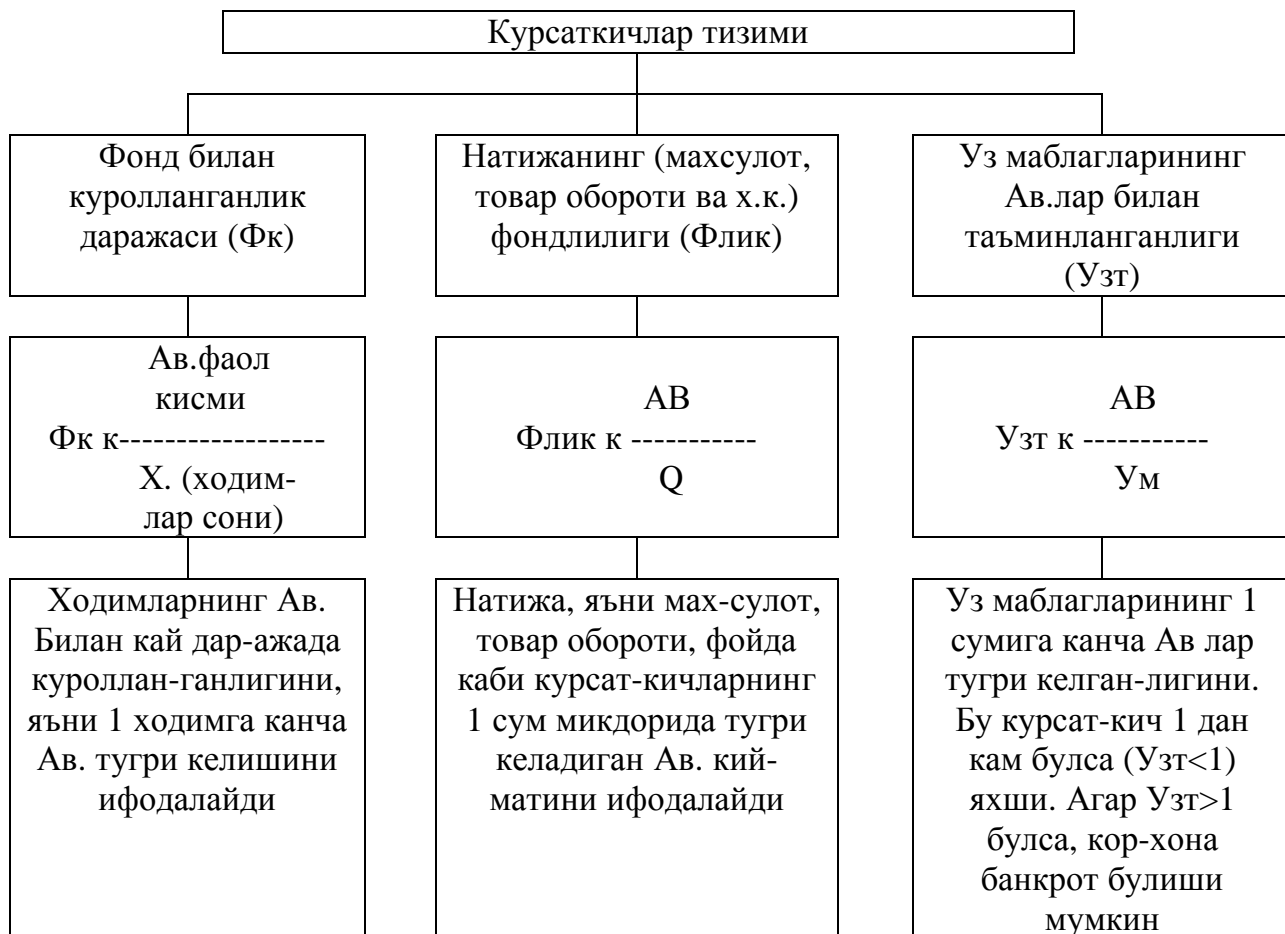 Курсаткичлар тизими
Фонд билан
куролланганлик
даражаси (Фк)
Натижанинг (махсулот,
товар обороти ва х.к.)
фондлилиги (Флик)
Уз маблагларининг
Ав.лар билан
таъминланганлиги
(Узт)
Ав.фаол
кисми
Фк к------------------
Х. (ходим-
лар сони)
АВ
Флик к -----------
Q
АВ
Узт к -----------
Ум
Ходимларнинг Ав.
Билан кай дар-ажада
куроллан-ганлигини,
яъни 1 ходимга канча
Ав. тугри келишини
ифодалайди
Натижа, яъни мах-сулот,
товар обороти, фойда
каби курсат-кичларнинг
1 сум микдорида тугри
келадиган Ав. кий-
матини ифодалайди
Уз маблагларининг 1
сумига канча Ав лар
тугри келган-лигини.
Бу курсат-кич 1 дан
кам булса (Узт<1)
яхши. Агар Узт>1
булса, кор-хона
банкрот булиши
мумкин